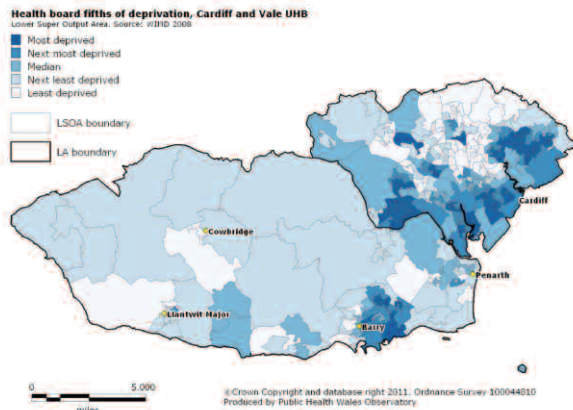 Health board fifths of deprivation, Cardiff and Vale UHB
Lower Super Output Area. Source: WIMD 2008
Most deprived
Next most deprived
Median
Next least deprived
Least deprived
LSOA boundary
LA boundary
Cardiff
Cowbridge
Penarth
Llantwit Major
Barry
0
5,000
miles
©Crown Copyright and database right 2011. Ordnance Survey 100044810
Produced by Public Health Wales Observatory